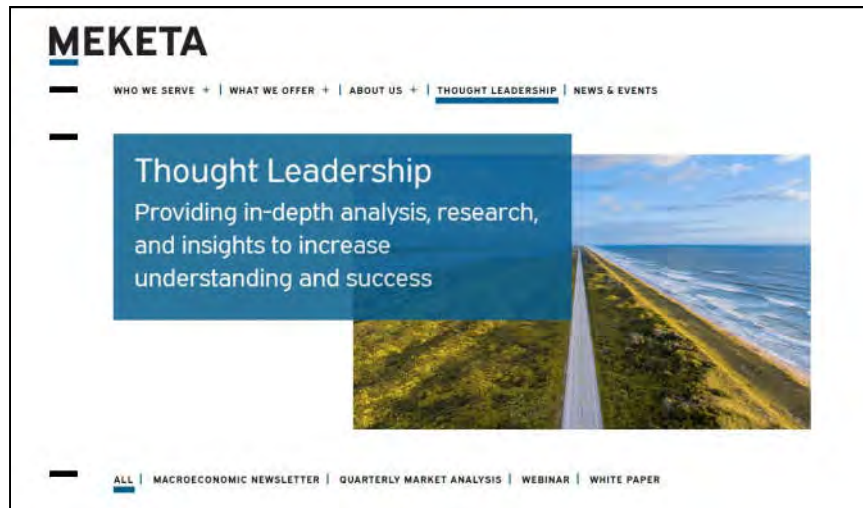 MEKETA
WHO WE SERVE + | WHAT WE OFFER + | ABOUT US + | THOUGHT LEADERSHIP | NEWS & EVENTS
Thought Leadership
Providing in-depth analysis, research,
and insights to increase
understanding and success
ALL | MACROECONOMIC NEWSLETTER | QUARTERLY MARKET ANALYSIS | WEBINAR | WHITE PAPER